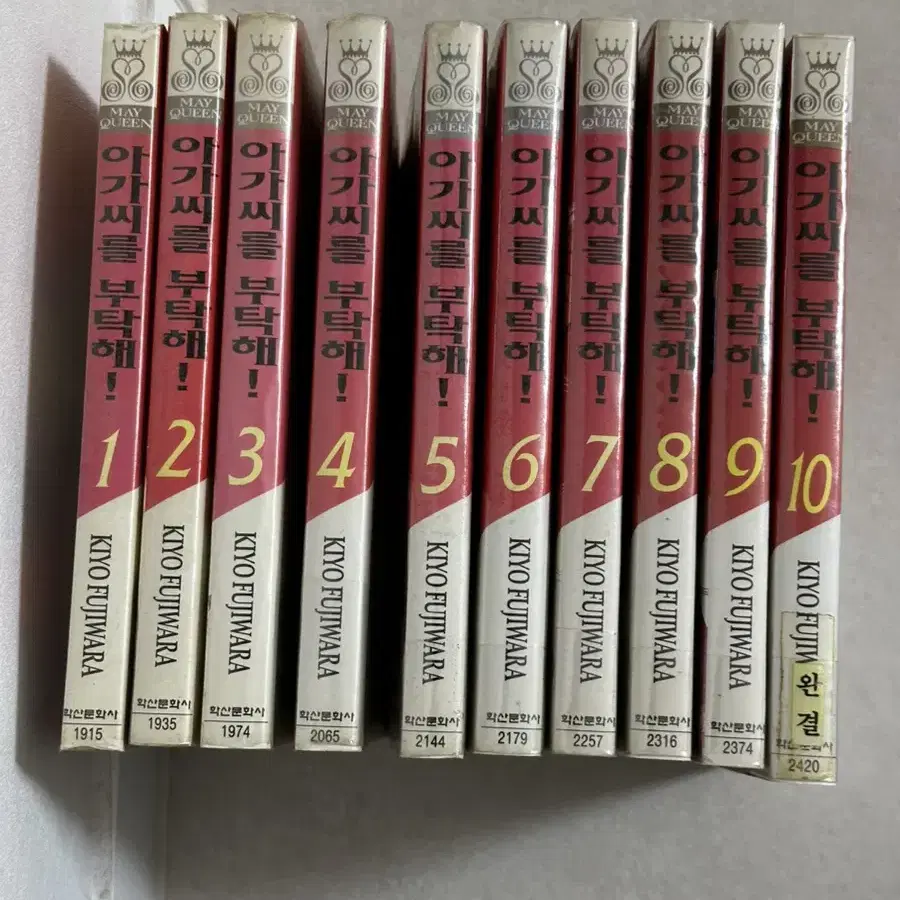 MAY
QUEEN
아가씨를 부탁해!
1
KIYO FUJIWARA
학산문화사
1915
MAY
QUEEN
아가씨를 부탁해!
2
KIYO FUJIWARA
학산문화사
1935
MAY
QUEEN
아가씨를 부탁해!
3
KIYO FUJIWARA
학산문화사
1974
MAY
QUEEN
아가씨를 부탁해!
4
KIYO FUJIWARA
학산문화사
2065
MAY
QUEEN
아가씨를 부탁해!
5
KIYO FUJIWARA
학산문화사
2144
MAY
QUEEN
아가씨를 부탁해!
6
KIYO FUJIWARA
학산문화사
2179
MAY
QUEEN
아가씨를 부탁해!
7
KIYO FUJIWARA
학산문화사
2257
MAY
QUEEN
아가씨를 부탁해!
8
KIYO FUJIWARA
학산문화사
2316
MAY
QUEEN
아가씨를 부탁해!
9
KIYO FUJIWARA
학산문화사
2374
MAY
QUEEN
아가씨를 부탁해!
10
KIYO FUJIW
완결
학산문화사
2420